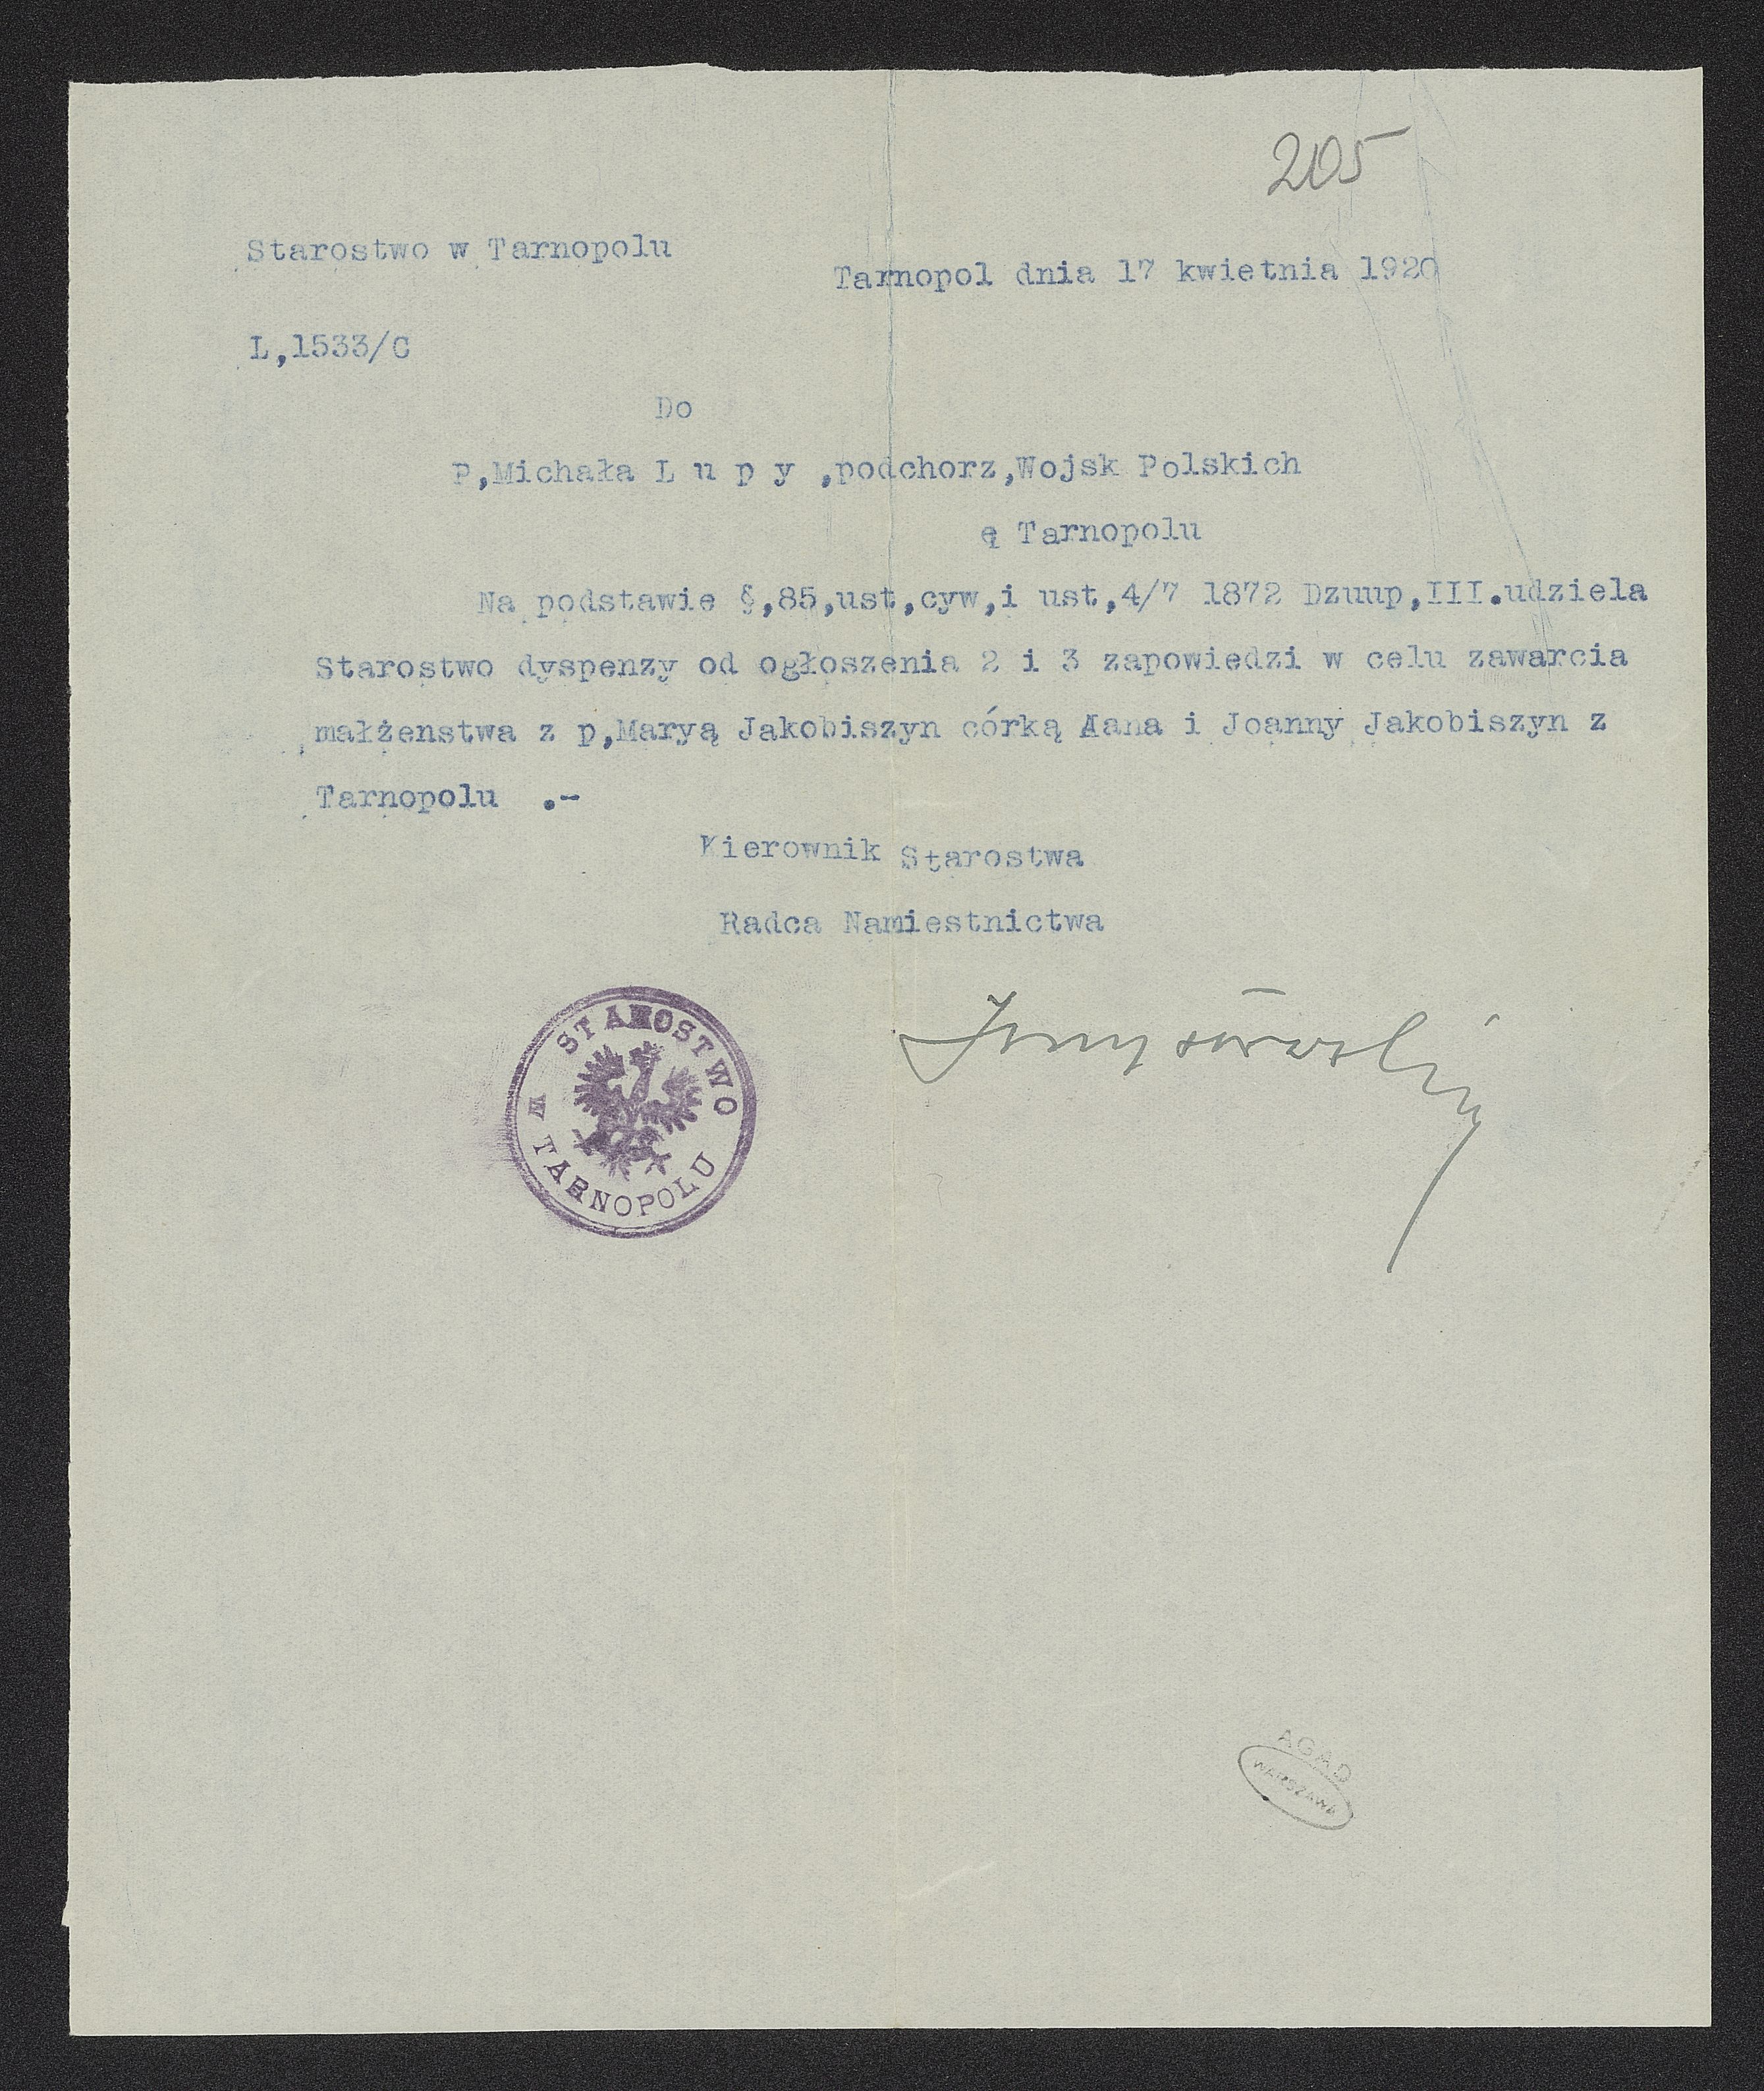 205
Starostwo w Tarnopolu
Tarnopol dnia 17 kwietnia 1920
L,1533/C
Do
P,Michała L u p y ,podchorz,Wojsk Polskich
ę Tarnopolu
Na podstawie §,85,ust,cyw,i ust,4/7 1872 Dzuup,III.udziela
Starostwo dyspenzy od ogłoszenia 2 i 3 zapowiedzi w celu zawarcia
małżenstwa z p,Maryą Jakobiszyn córką Aana i Joanny Jakobiszyn z
Tarnopolu .-
Kierownik Starostwa
Radca Namiestnictwa
STAROSTWO
W TARNOPOLU
AGAD
WARSZAWA